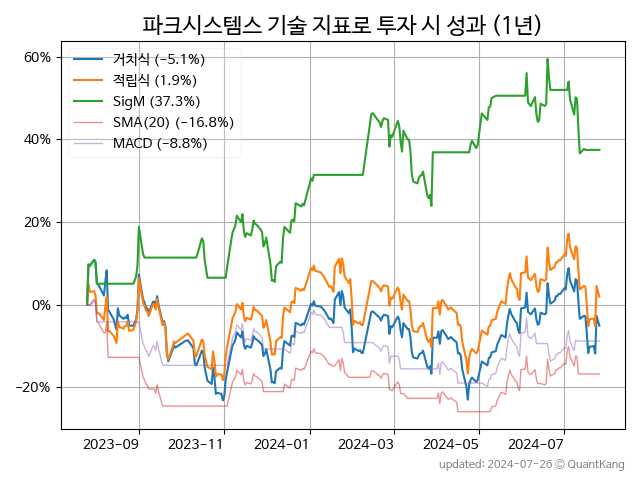 파크시스템스 기술 지표로 투자 시 성과 (1년)
60%
40%
20%
0%
−20%
거치식 (−5.1%)
적립식 (1.9%)
SigM (37.3%)
SMA(20) (−16.8%)
MACD (−8.8%)
2023-09 2023-11 2024-01 2024-03 2024-05 2024-07
updated: 2024-07-26 © QuantKang